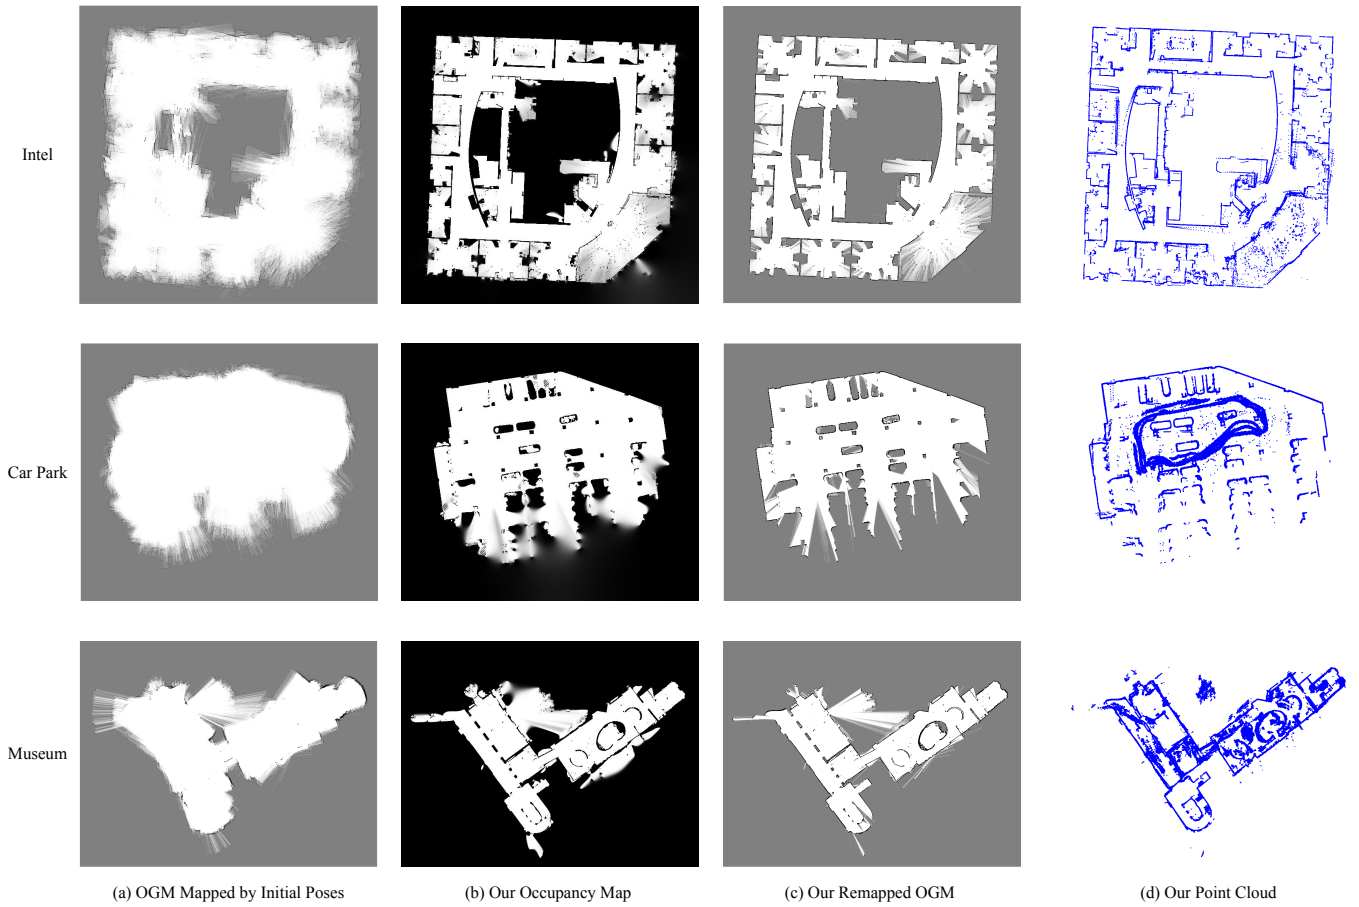 Intel
Car Park
Museum
(a) OGM Mapped by Initial Poses
(b) Our Occupancy Map
(c) Our Remapped OGM
(d) Our Point Cloud